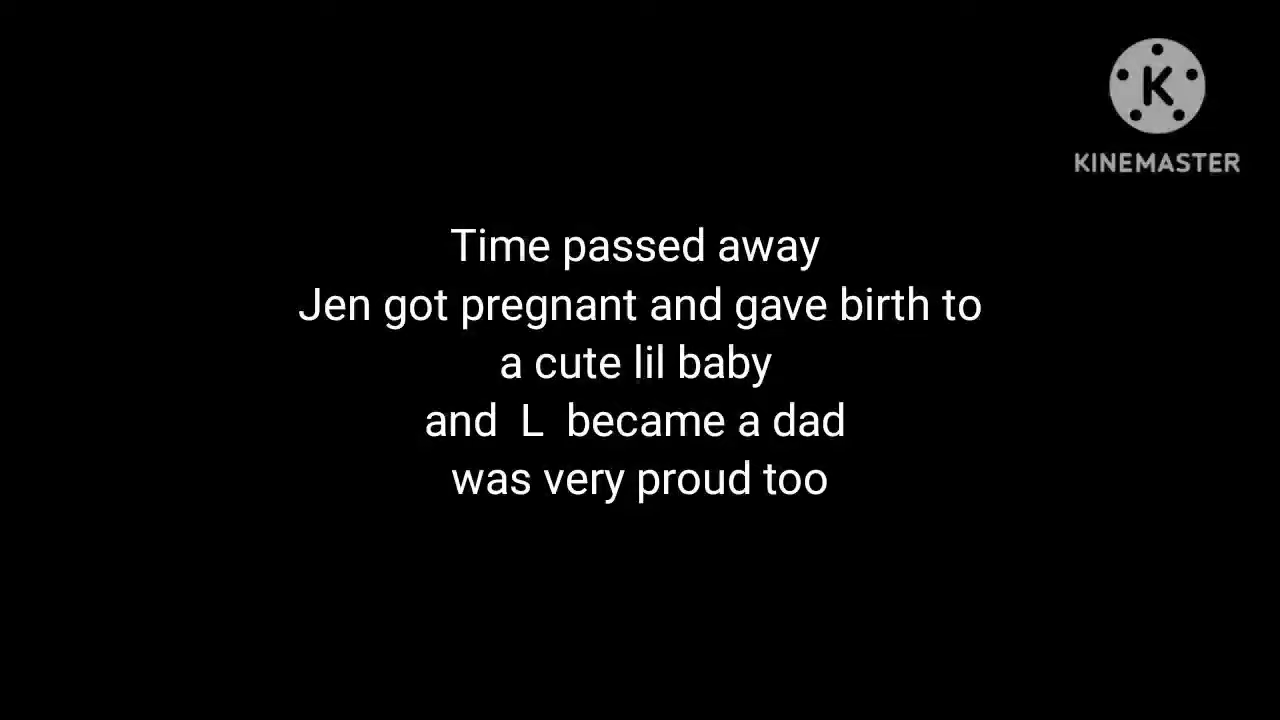 K
KINEMASTER
Time passed away
Jen got pregnant and gave birth to
a cute lil baby
and  L  became a dad
was very proud too